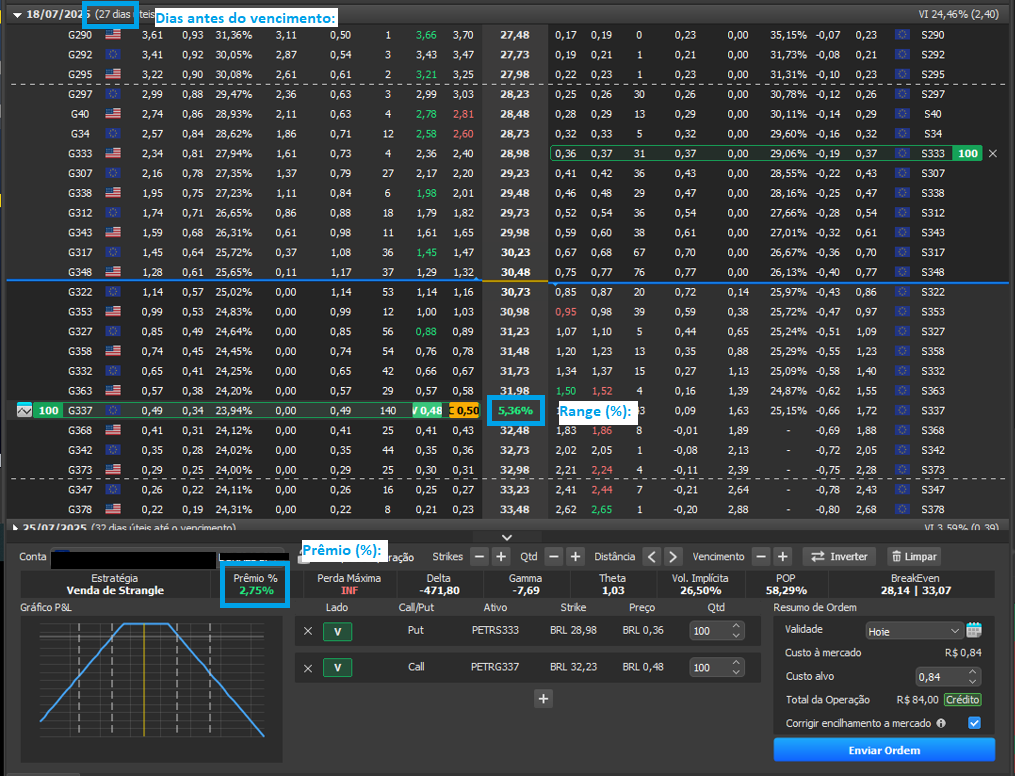 18/07/2025 (27 dias úteis Dias antes do vencimento: VI 24,46% (2,40)
G290 3,61 0,93 31,36% 3,11 0,50 1 3,66 3,70 27,48 0,17 0,19 0 0,23 0,00 35,15% -0,07 0,23 S290
G292 3,41 0,92 30,35% 2,87 0,54 3 3,43 3,47 27,73 0,19 0,21 1 0,21 0,00 31,73% -0,08 0,21 S292
G295 3,22 0,90 30,08% 2,61 0,61 2 3,21 3,25 27,98 0,22 0,23 1 0,23 0,00 31,31% -0,10 0,23 S295
G297 2,99 0,88 29,47% 2,36 0,63 3 2,99 3,03 28,23 0,25 0,26 30 0,26 0,00 30,78% -0,12 0,26 S297
G40 2,74 0,86 28,93% 2,11 0,63 4 2,78 2,81 28,48 0,28 0,29 13 0,29 0,00 30,11% -0,14 0,29 S40
G34 2,57 0,84 28,62% 1,86 0,71 12 2,58 2,60 28,73 0,32 0,33 5 0,32 0,00 29,60% -0,16 0,32 S34
G333 2,34 0,81 27,94% 1,61 0,73 4 2,36 2,40 28,98 0,36 0,37 31 0,37 0,00 29,06% -0,19 0,37 S333 100
G307 2,16 0,78 27,35% 1,37 0,79 27 2,17 2,20 29,23 0,41 0,42 36 0,43 0,00 28,55% -0,22 0,43 S307
G338 1,95 0,75 27,23% 1,11 0,84 6 1,98 2,01 29,48 0,46 0,48 29 0,47 0,00 28,16% -0,25 0,47 S338
G312 1,74 0,71 26,65% 0,86 0,88 18 1,79 1,82 29,73 0,52 0,54 36 0,54 0,00 27,66% -0,28 0,54 S312
G343 1,59 0,68 26,31% 0,61 0,98 11 1,61 1,65 29,98 0,59 0,60 38 0,61 0,00 27,01% -0,32 0,61 S343
G317 1,45 0,64 25,72% 0,37 1,08 36 1,45 1,47 30,23 0,67 0,68 67 0,70 0,00 26,67% -0,36 0,70 S317
G348 1,28 0,61 25,65% 0,11 1,17 37 1,29 1,32 30,48 0,75 0,77 76 0,77 0,00 26,13% -0,40 0,77 S348
G322 1,14 0,57 25,02% 0,00 1,14 53 1,14 1,16 30,73 0,85 0,87 20 0,72 0,14 25,97% -0,43 0,86 S322
G353 0,99 0,53 24,83% 0,00 0,99 12 1,00 1,03 30,98 0,95 0,98 39 0,59 0,38 25,72% -0,47 0,97 S353
G327 0,85 0,49 24,64% 0,00 0,85 56 0,88 0,89 31,23 1,07 1,10 5 0,44 0,65 25,24% -0,51 1,09 S327
G358 0,74 0,45 24,45% 0,00 0,74 54 0,76 0,78 31,48 1,20 1,23 13 0,35 0,88 25,29% -0,55 1,23 S358
G332 0,65 0,41 24,25% 0,00 0,65 42 0,66 0,67 31,73 1,34 1,37 15 0,27 1,13 25,09% -0,58 1,40 S332
G363 0,57 0,38 24,20% 0,00 0,57 29 0,57 0,58 31,98 1,50 1,52 4 0,16 1,39 24,87% -0,62 1,55 S363
100 G337 0,49 0,34 23,94% 0,00 0,49 140 V 0,48 C 0,50 5,36% Range (%): 0,09 1,63 25,15% -0,66 1,72 S337
G368 0,41 0,31 24,12% 0,00 0,41 25 0,41 0,43 32,48 1,83 1,86 8 -0,01 1,89 - -0,69 1,88 S368
G342 0,35 0,28 24,02% 0,00 0,35 44 0,35 0,36 32,73 2,02 2,05 1 -0,08 2,13 - -0,72 2,05 S342
G373 0,29 0,25 24,00% 0,00 0,29 25 0,30 0,31 32,98 2,21 2,24 4 -0,11 2,39 - -0,75 2,28 S373
G347 0,26 0,22 24,11% 0,00 0,26 16 0,25 0,27 33,23 2,41 2,44 7 -0,21 2,64 - -0,78 2,43 S347
G378 0,22 0,19 24,31% 0,00 0,22 8 0,21 0,23 33,48 2,62 2,65 1 -0,20 2,88 - -0,80 2,68 S378
25/07/2025 (32 dias úteis até o vencimento) VI 3,59% (0,39)
Conta Prêmio (%): Strikes Qtd Distância Vencimento Inverter Limpar
Estratégia Prêmio % Perda Máxima Delta Gamma Theta Vol. Implícita POP BreakEven
Venda de Strangle 2,75% INF -471,80 -7,69 1,03 26,50% 58,29% 28,14 | 33,07
Gráfico P&L Lado Call/Put Ativo Strike Preço Qtd Resumo de Ordem
V Put PETRS333 BRL 28,98 BRL 0,36 100 Validade Hoje
Custo à mercado R$ 0,84
V Call PETRG337 BRL 32,23 BRL 0,48 100 Custo alvo 0,84
Total da Operação R$ 84,00 Crédito
Corrigir encilhamento a mercado
Enviar Ordem